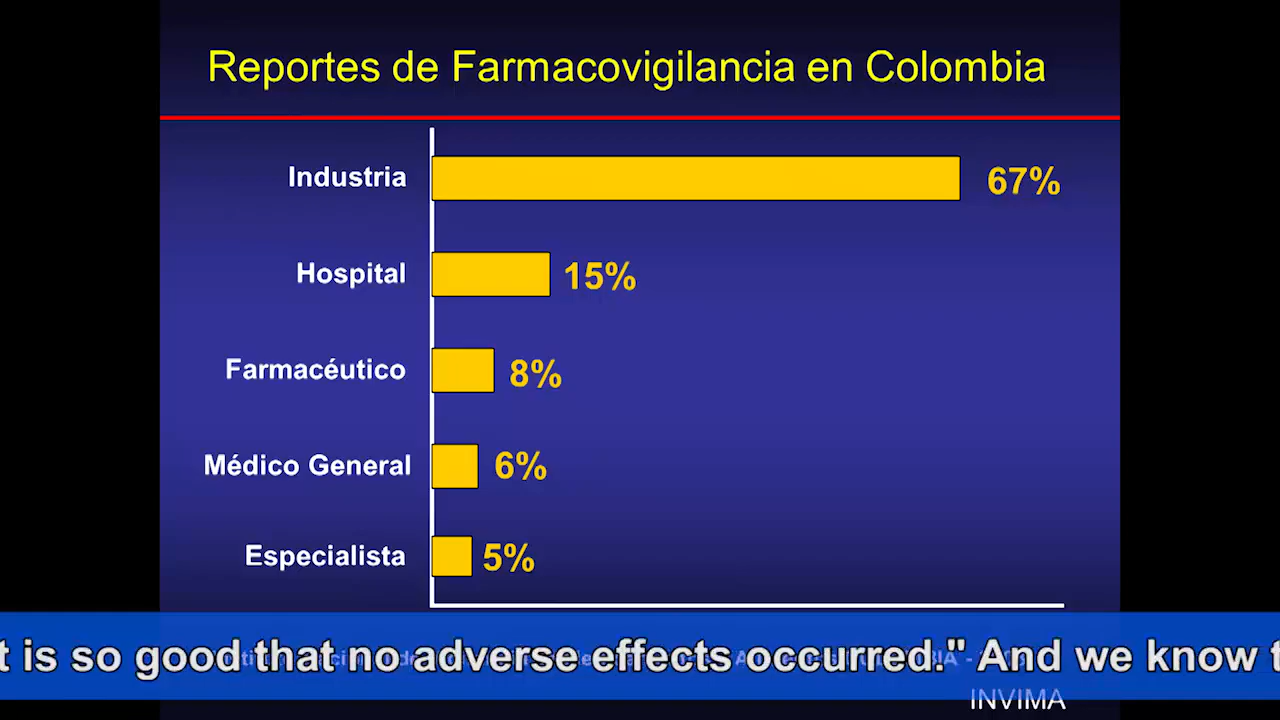 Reportes de Farmacovigilancia en Colombia
Industria 67%
Hospital 15%
Farmacéutico 8%
Médico General 6%
Especialista 5%
t is so good that no adverse effects occurred." And we know t
INVIMA